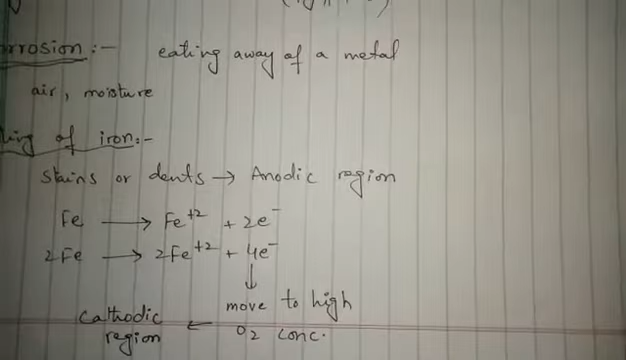 orrosion :- eating away of a metal
air, moisture
ting of iron:-
Stains or dents → Anodic region
Fe → Fe+2 + 2e-
2Fe → 2Fe+2 + 4e-
↓
move to high
cathodic ← O2 conc.
region